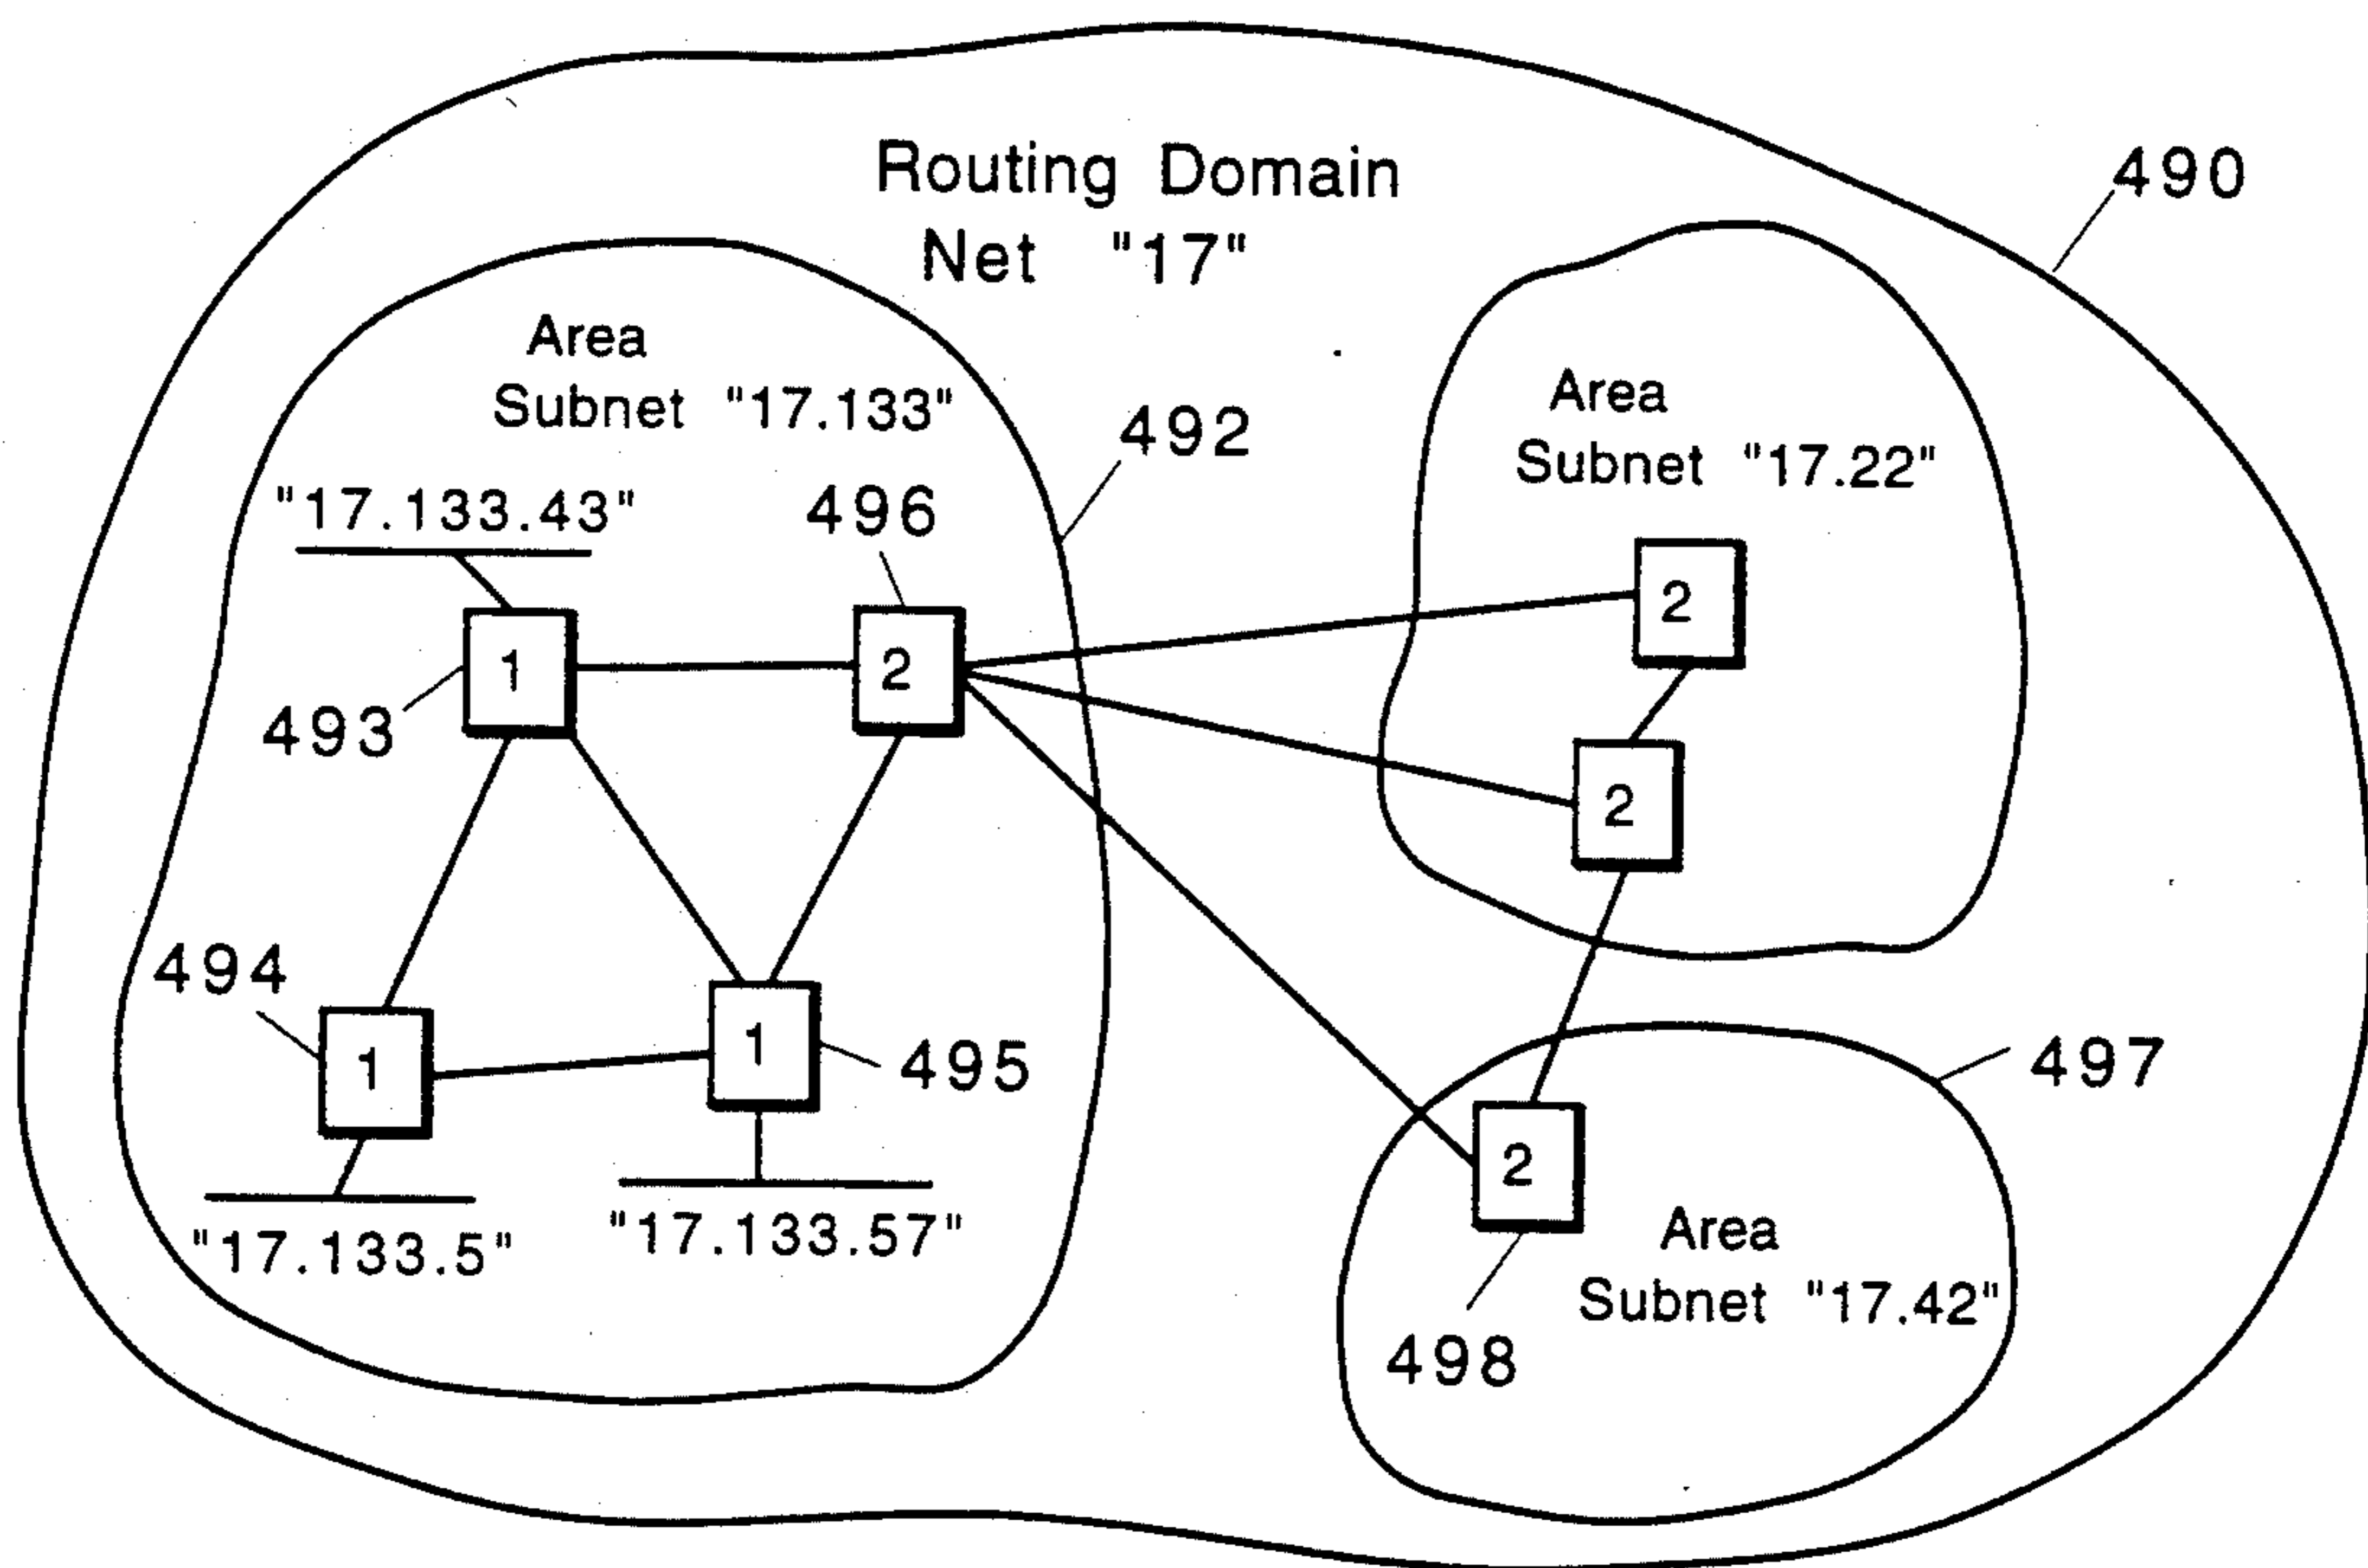 Routing Domain
Net "17"
490
Area
Subnet "17.133"
492
Area
Subnet "17.22"
"17.133.43"
496
2
1
2
493
2
494
495
497
1
1
2
Area
Subnet "17.42"
498
"17.133.5"
"17.133.57"